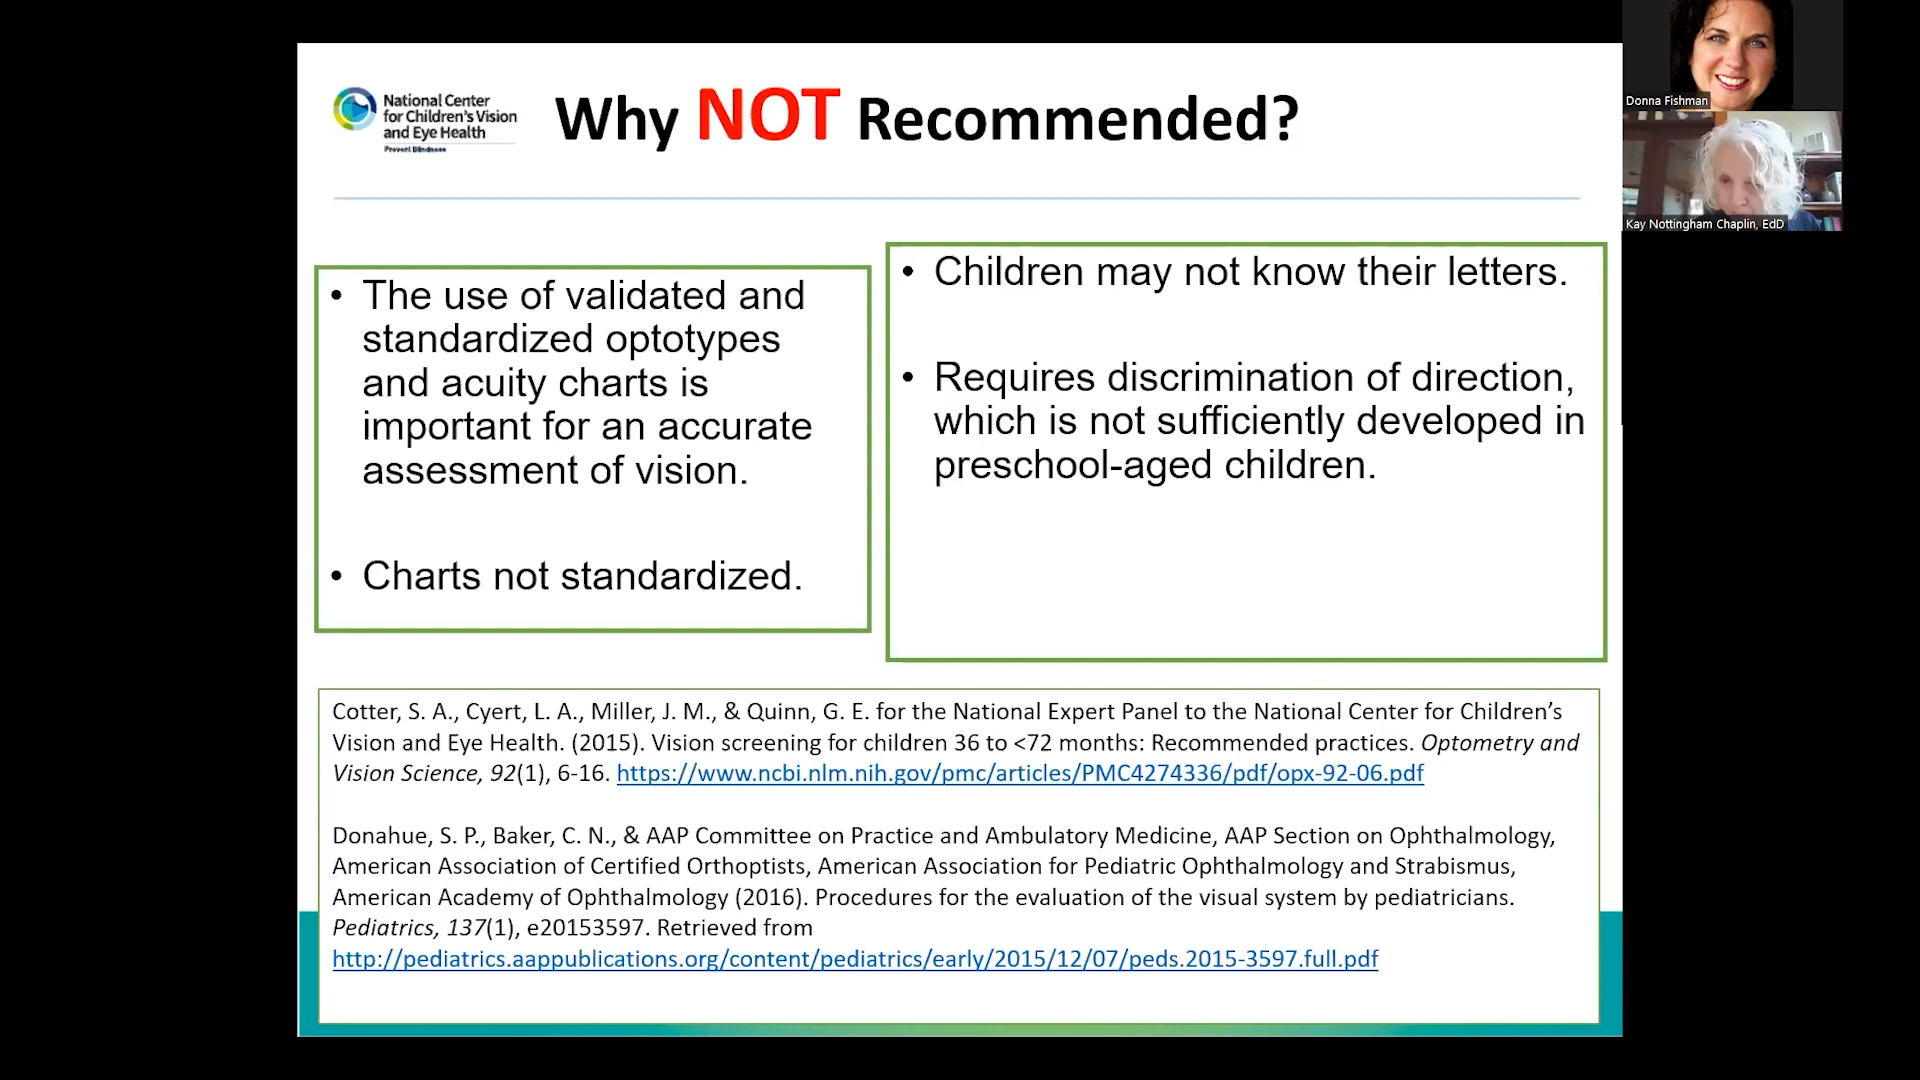 National Center
for Children's Vision
and Eye Health
Prevent Blindness
Why NOT Recommended?
• The use of validated and
standardized optotypes
and acuity charts is
important for an accurate
assessment of vision.
• Charts not standardized.
• Children may not know their letters.
• Requires discrimination of direction,
which is not sufficiently developed in
preschool-aged children.
Cotter, S. A., Cyert, L. A., Miller, J. M., & Quinn, G. E. for the National Expert Panel to the National Center for Children’s
Vision and Eye Health. (2015). Vision screening for children 36 to <72 months: Recommended practices. Optometry and
Vision Science, 92(1), 6-16. https://www.ncbi.nlm.nih.gov/pmc/articles/PMC4274336/pdf/opx-92-06.pdf
Donahue, S. P., Baker, C. N., & AAP Committee on Practice and Ambulatory Medicine, AAP Section on Ophthalmology,
American Association of Certified Orthoptists, American Association for Pediatric Ophthalmology and Strabismus,
American Academy of Ophthalmology (2016). Procedures for the evaluation of the visual system by pediatricians.
Pediatrics, 137(1), e20153597. Retrieved from
http://pediatrics.aappublications.org/content/pediatrics/early/2015/12/07/peds.2015-3597.full.pdf
Donna Fishman
Kay Nottingham Chaplin, EdD